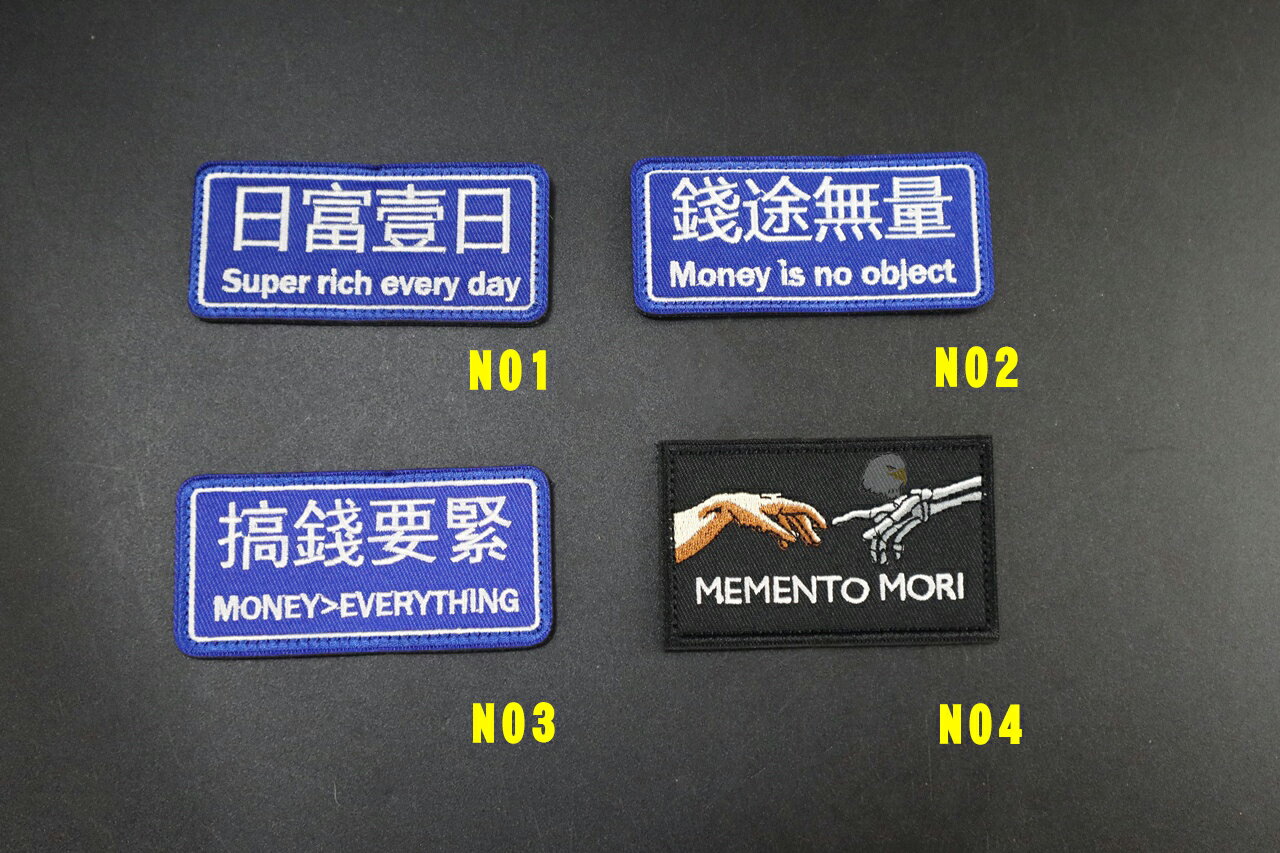 日富壹日
Super rich every day
N01
錢途無量
Money is no object
N02
搞錢要緊
MONEY>EVERYTHING
N03
MEMENTO MORI
N04